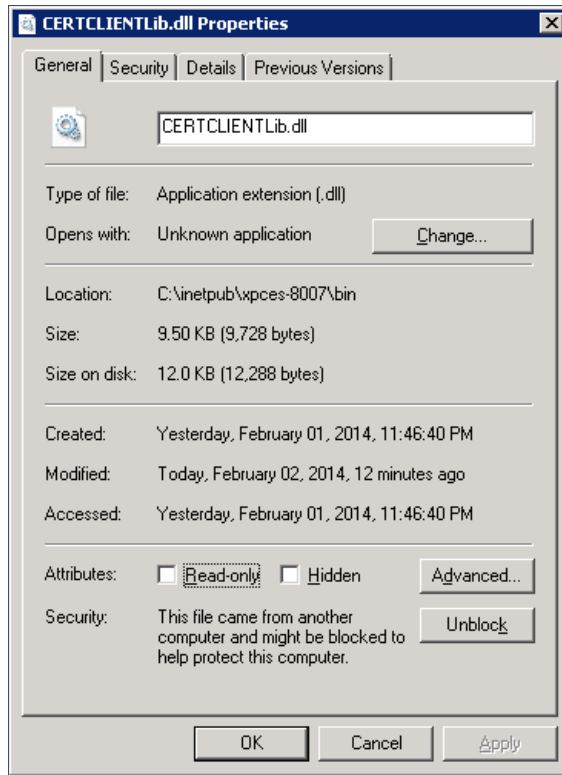 CERTCLIENTLib.dll Properties
General Security Details Previous Versions
CERTCLIENTLib.dll
Type of file: Application extension (.dll)
Opens with: Unknown application Change...
Location: C:\inetpub\xpces-8007\bin
Size: 9.50 KB (9,728 bytes)
Size on disk: 12.0 KB (12,288 bytes)
Created: Yesterday, February 01, 2014, 11:46:40 PM
Modified: Today, February 02, 2014, 12 minutes ago
Accessed: Yesterday, February 01, 2014, 11:46:40 PM
Attributes: Read-only Hidden Advanced...
Security: This file came from another
computer and might be blocked to
help protect this computer.
Unblock
OK Cancel Apply